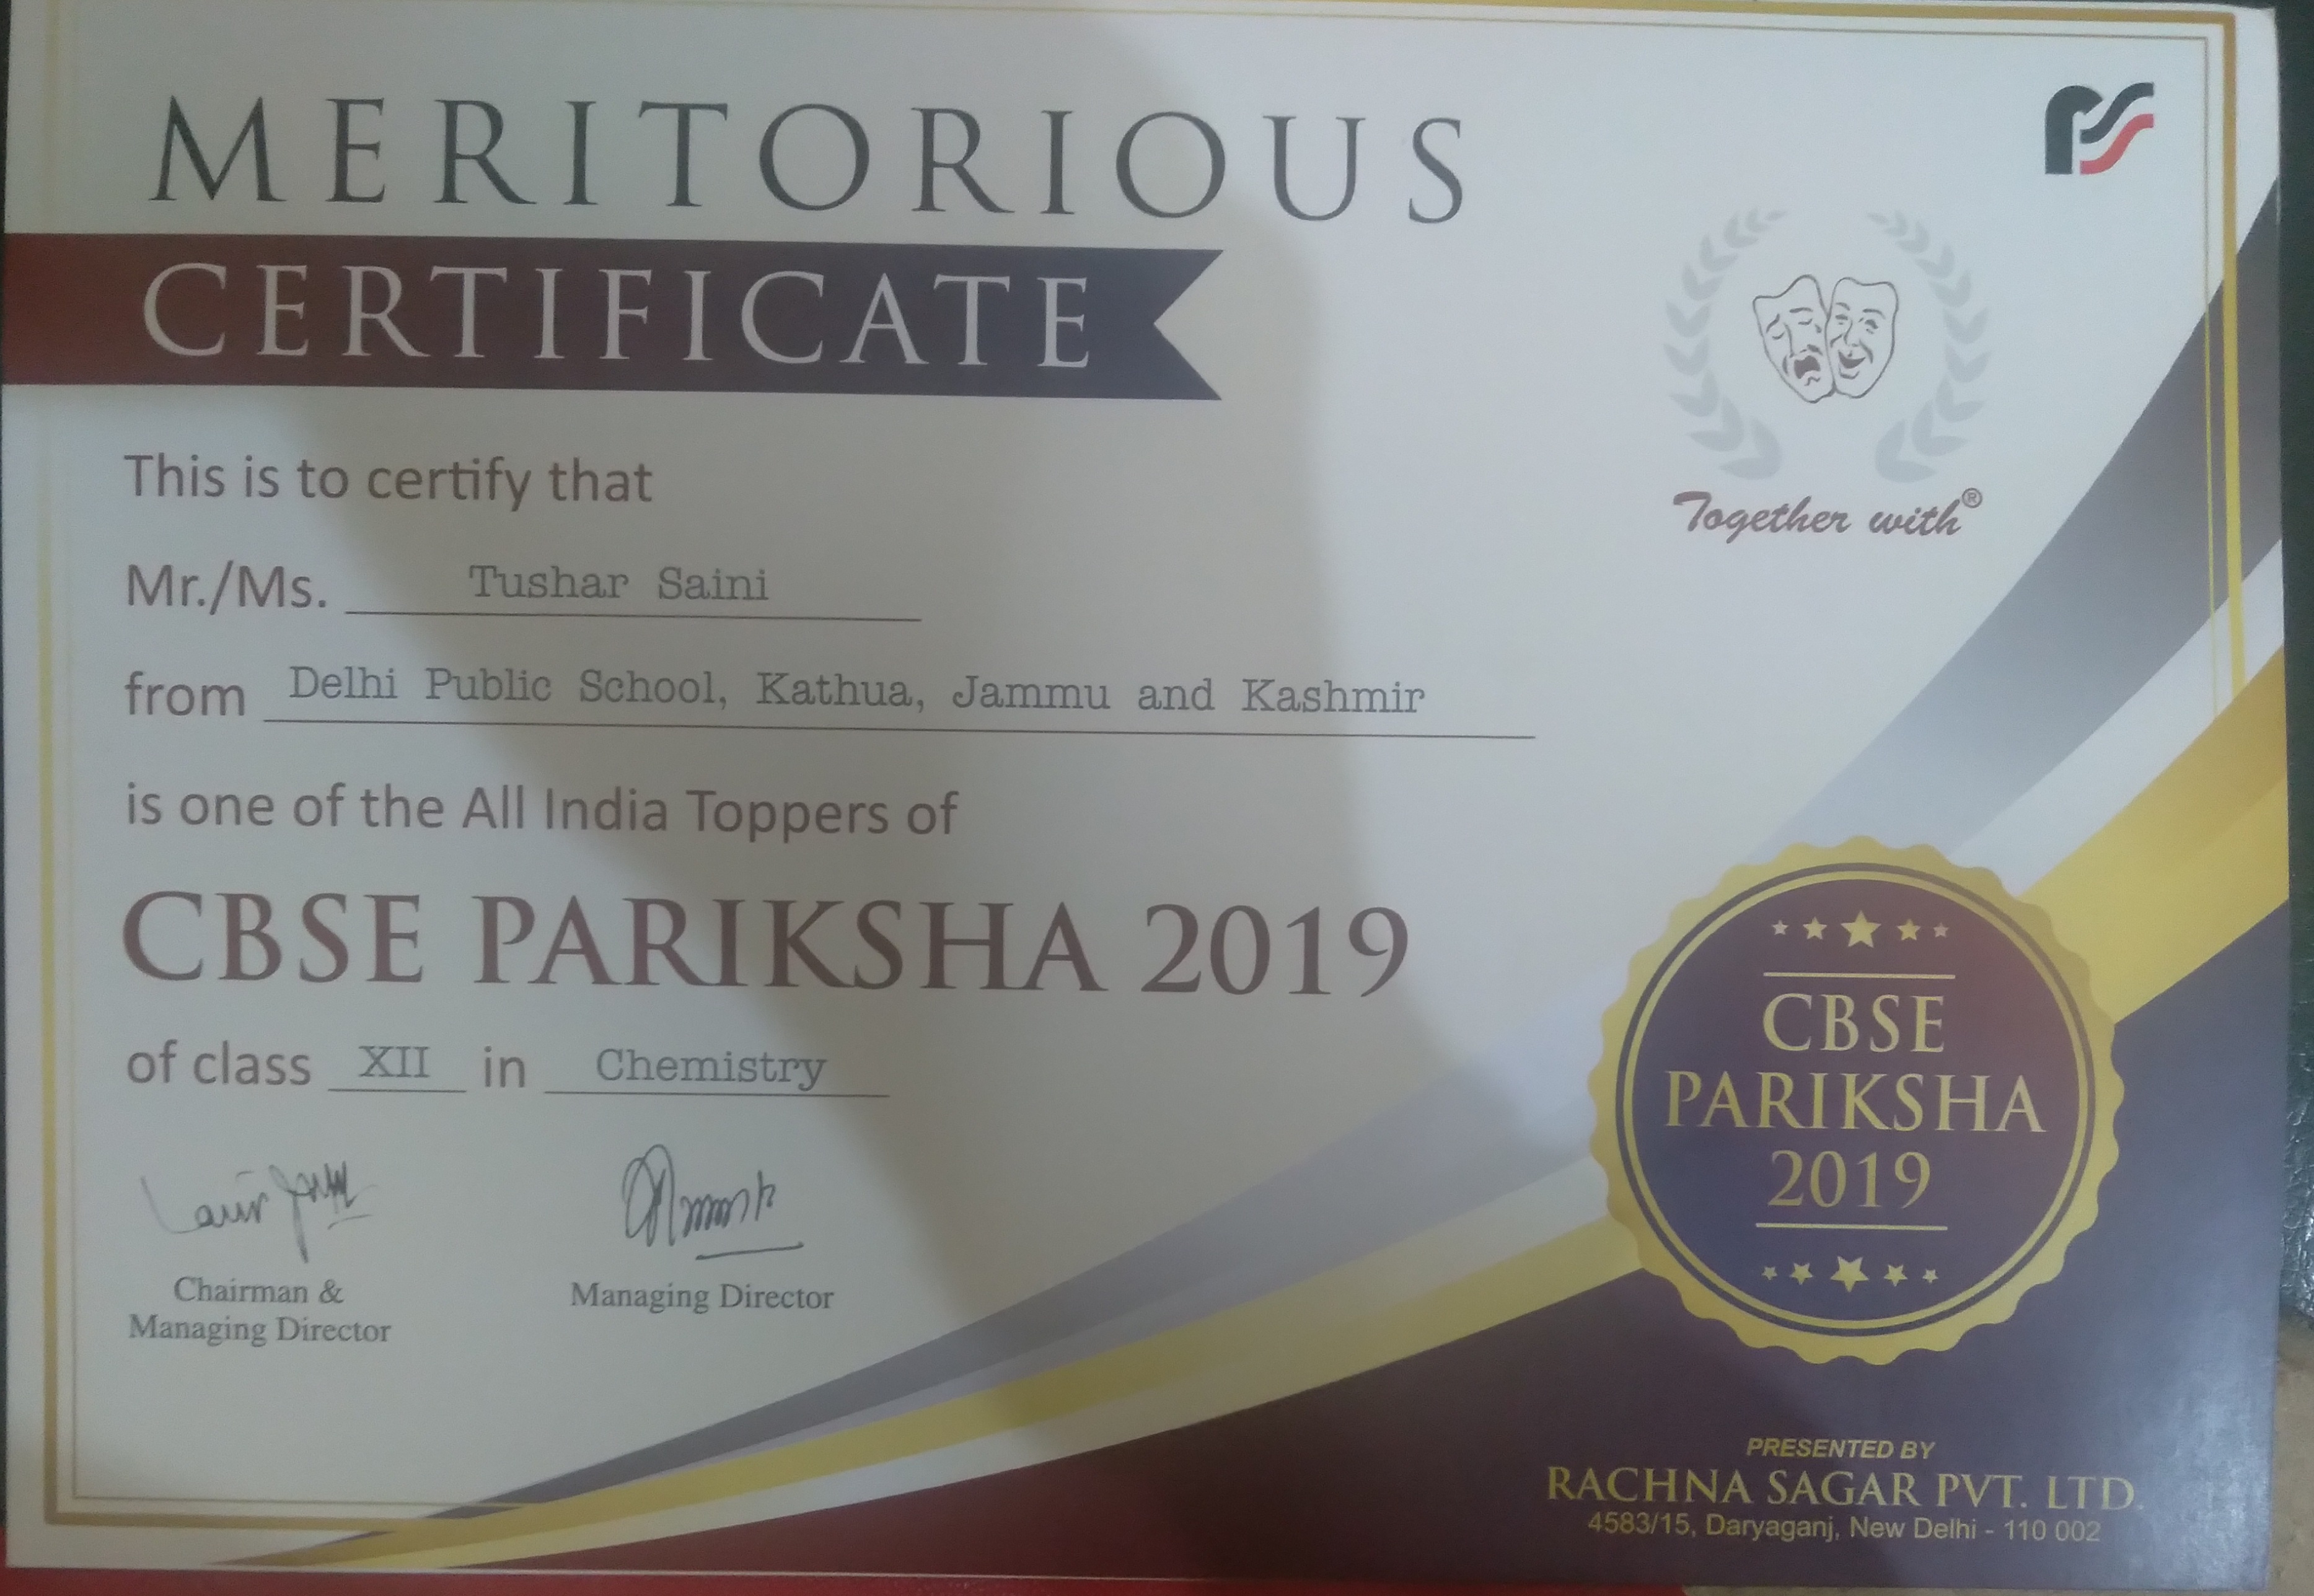 MERITORIOUS
CERTIFICATE
Together with®
This is to certify that
Mr./Ms. Tushar Saini
from Delhi Public School, Kathua, Jammu and Kashmir
is one of the All India Toppers of
CBSE PARIKSHA 2019
of class XII in Chemistry
Chairman &
Managing Director
Managing Director
CBSE
PARIKSHA
2019
PRESENTED BY
RACHNA SAGAR PVT. LTD.
4583/15, Daryaganj, New Delhi - 110 002